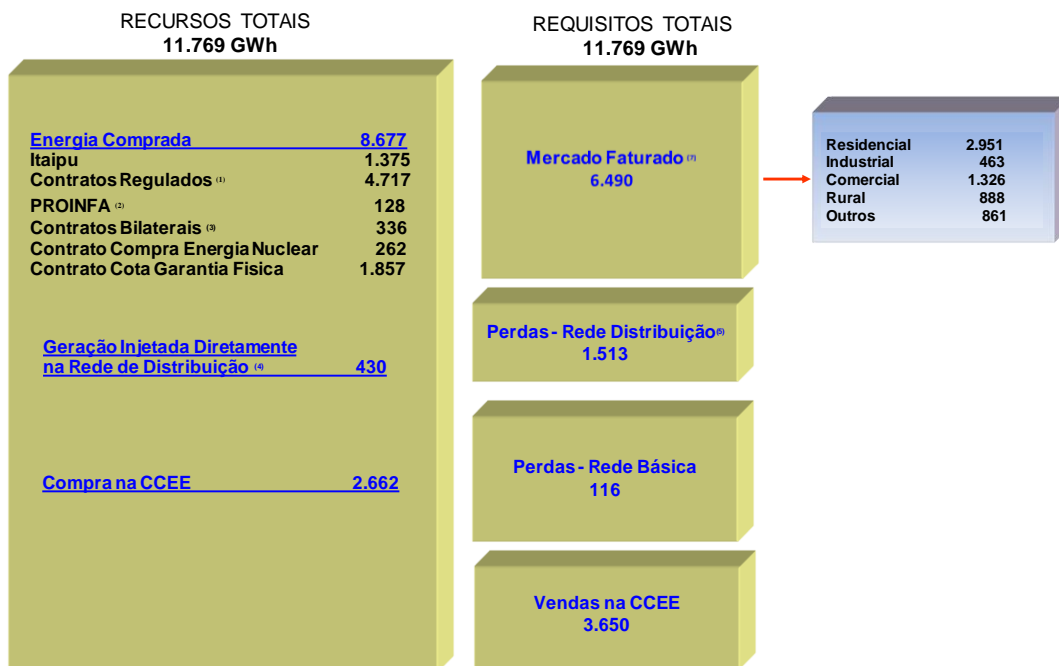 RECURSOS TOTAIS
11.769 GWh
Energia Comprada 8.677
Itaipu 1.375
Contratos Regulados (1) 4.717
PROINFA (2) 128
Contratos Bilaterais (3) 336
Contrato Compra Energia Nuclear 262
Contrato Cota Garantia Fisica 1.857
Geração Injetada Diretamente
na Rede de Distribuição (4) 430
Compra na CCEE 2.662
REQUISITOS TOTAIS
11.769 GWh
Mercado Faturado (7)
6.490
Perdas - Rede Distribuição(5)
1.513
Perdas - Rede Básica
116
Vendas na CCEE
3.650
Residencial 2.951
Industrial 463
Comercial 1.326
Rural 888
Outros 861